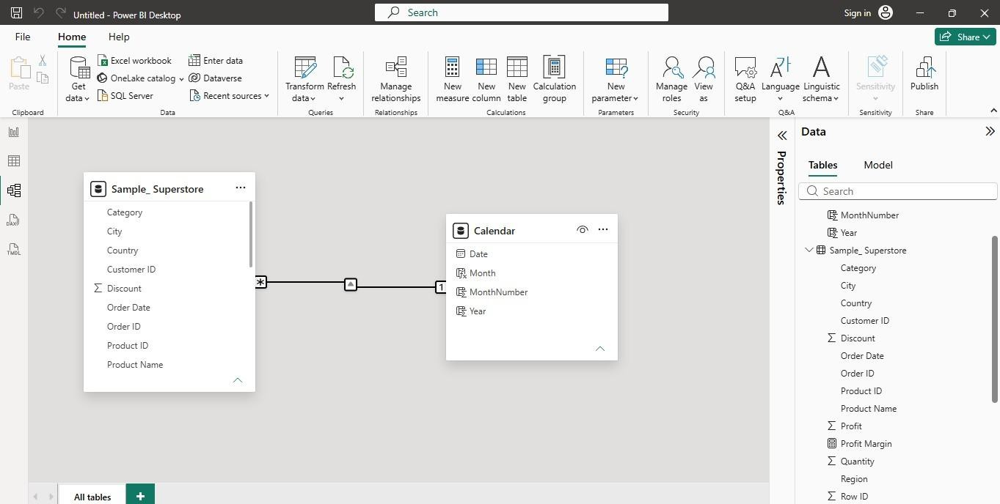 Untitled - Power BI Desktop
Search
Sign in
File
Home
Help
Share
Paste
Clipboard
Get data
Excel workbook
OneLake catalog
SQL Server
Enter data
Dataverse
Recent sources
Data
Transform data
Refresh
Queries
Manage relationships
Relationships
New measure
New column
New table
Calculation group
Calculations
New parameter
Parameters
Manage roles
View as
Security
Q&A setup
Language
Linguistic schema
Q&A
Sensitivity
Sensitivity
Publish
Share
DAX
TMDL
Sample_ Superstore
Category
City
Country
Customer ID
Σ Discount
Order Date
Order ID
Product ID
Product Name
*
1
Calendar
Date
Month
MonthNumber
Year
All tables
+
Properties
Data
Tables
Model
Search
MonthNumber
Year
Sample_ Superstore
Category
City
Country
Customer ID
Σ Discount
Order Date
Order ID
Product ID
Product Name
Σ Profit
Profit Margin
Σ Quantity
Region
Σ Row ID